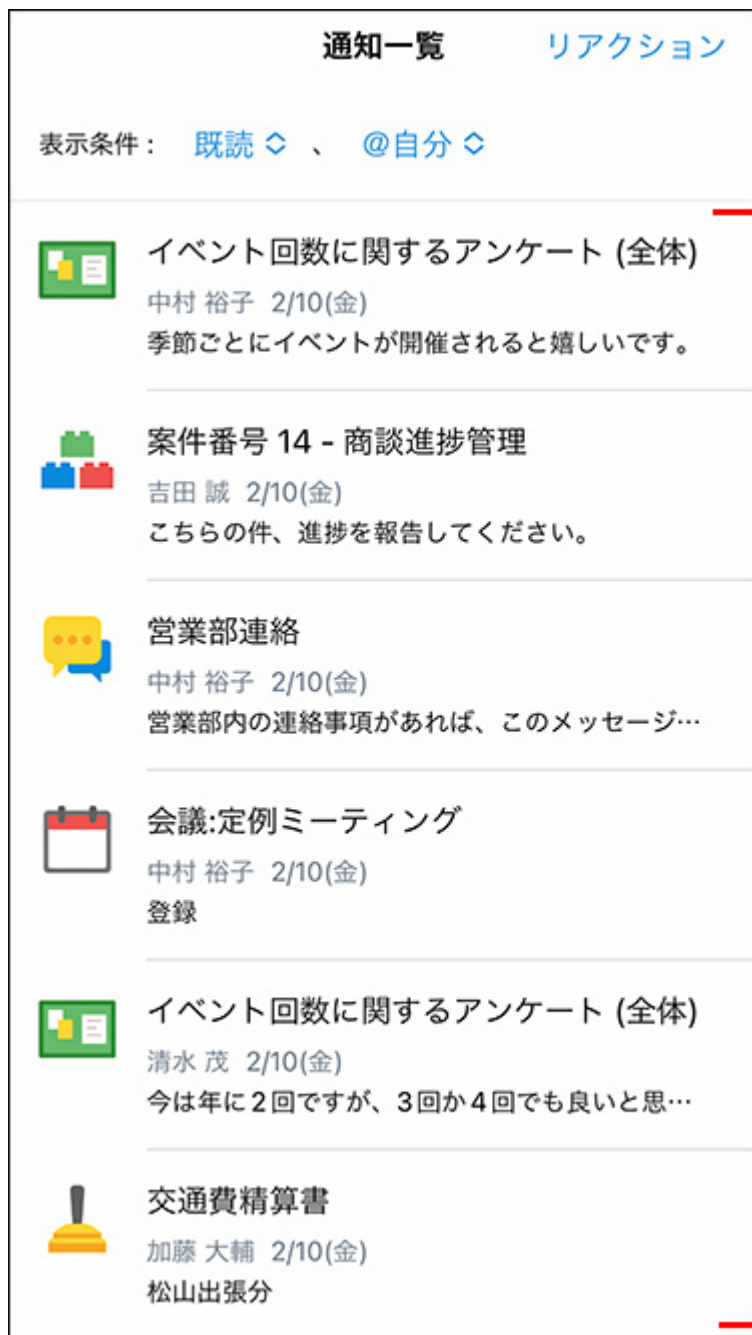 通知一覧 リアクション
表示条件： 既読 、 @自分
イベント回数に関するアンケート (全体)
中村 裕子 2/10(金)
季節ごとにイベントが開催されると嬉しいです。
案件番号 14 - 商談進捗管理
吉田 誠 2/10(金)
こちらの件、進捗を報告してください。
営業部連絡
中村 裕子 2/10(金)
営業部内の連絡事項があれば、このメッセージ…
会議:定例ミーティング
中村 裕子 2/10(金)
登録
イベント回数に関するアンケート (全体)
清水 茂 2/10(金)
今は年に2回ですが、3回か4回でも良いと思…
交通費精算書
加藤 大輔 2/10(金)
松山出張分